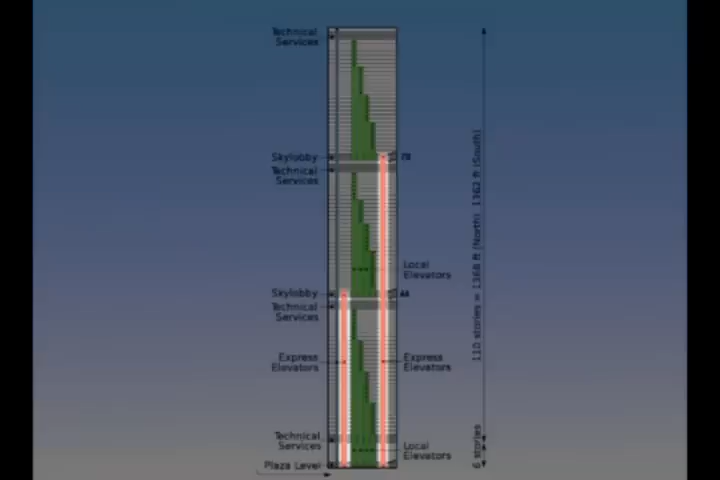 Technical
Services
Skylobby
78
Technical
Services
Local
Elevators
Skylobby
44
Technical
Services
Express
Elevators
Express
Elevators
Technical
Services
Local
Elevators
Plaza Level
110 stories = 1368 ft (North) 1362 ft (South)
6 stories